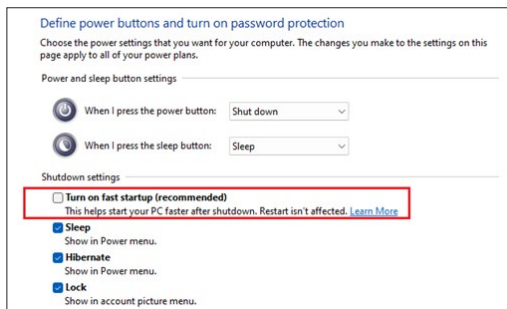 Define power buttons and turn on password protection
Choose the power settings that you want for your computer. The changes you make to the settings on this
page apply to all of your power plans.
Power and sleep button settings
When I press the power button: Shut down
When I press the sleep button: Sleep
Shutdown settings
Turn on fast startup (recommended)
This helps start your PC faster after shutdown. Restart isn't affected. Learn More
Sleep
Show in Power menu.
Hibernate
Show in Power menu.
Lock
Show in account picture menu.